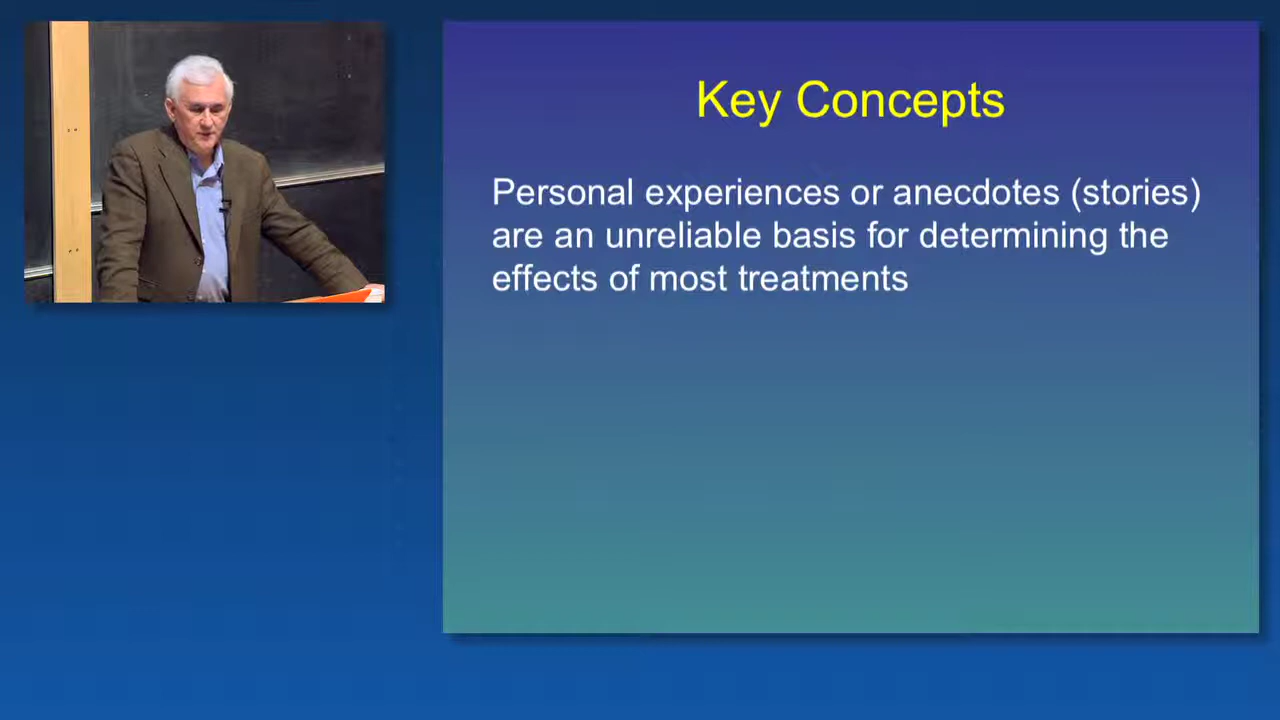 Key Concepts
Personal experiences or anecdotes (stories)
are an unreliable basis for determining the
effects of most treatments